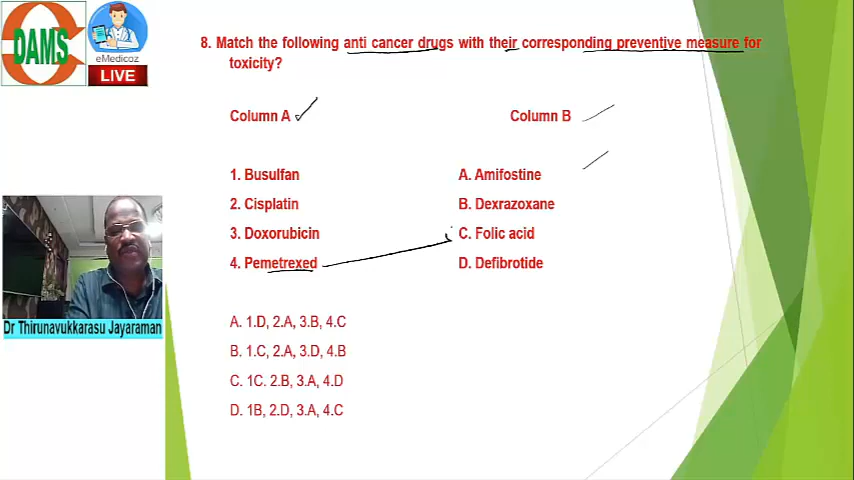 DAMS
eMedicoz
LIVE
8. Match the following anti cancer drugs with their corresponding preventive measure for
toxicity?
Column A
Column B
1. Busulfan
A. Amifostine
2. Cisplatin
B. Dexrazoxane
3. Doxorubicin
C. Folic acid
4. Pemetrexed
D. Defibrotide
Dr Thirunavukkarasu Jayaraman
A. 1.D, 2.A, 3.B, 4.C
B. 1.C, 2.A, 3.D, 4.B
C. 1C. 2.B, 3.A, 4.D
D. 1B, 2.D, 3.A, 4.C